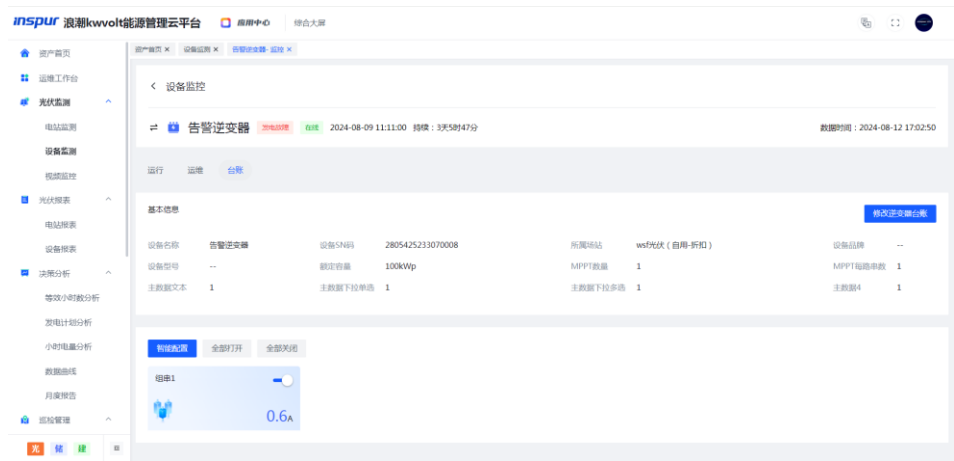 inspur 浪潮kwvolt能源管理云平台 应用中心 综合大屏
资产首页 × 设备监测 × 告警逆变器- 监控 ×
资产首页
运维工作台
光伏监测
电站监测
设备监测
视频监控
光伏报表
电站报表
设备报表
决策分析
等效小时数分析
发电计划分析
小时电量分析
数据曲线
月度报告
巡检管理
光 储 建
设备监控
告警逆变器 发电故障 在线 2024-08-09 11:11:00 持续：3天5时47分 数据时间：2024-08-12 17:02:50
运行 运维 台账
基本信息 修改逆变器台账
设备名称 告警逆变器 设备SN码 2805425233070008 所属场站 wsf光伏（自用-折扣） 设备品牌 --
设备型号 -- 额定容量 100kWp MPPT数量 1 MPPT每路串数 1
主数据文本 1 主数据下拉单选 1 主数据下拉多选 1 主数据4 1
智能配置 全部打开 全部关闭
组串1
0.6A